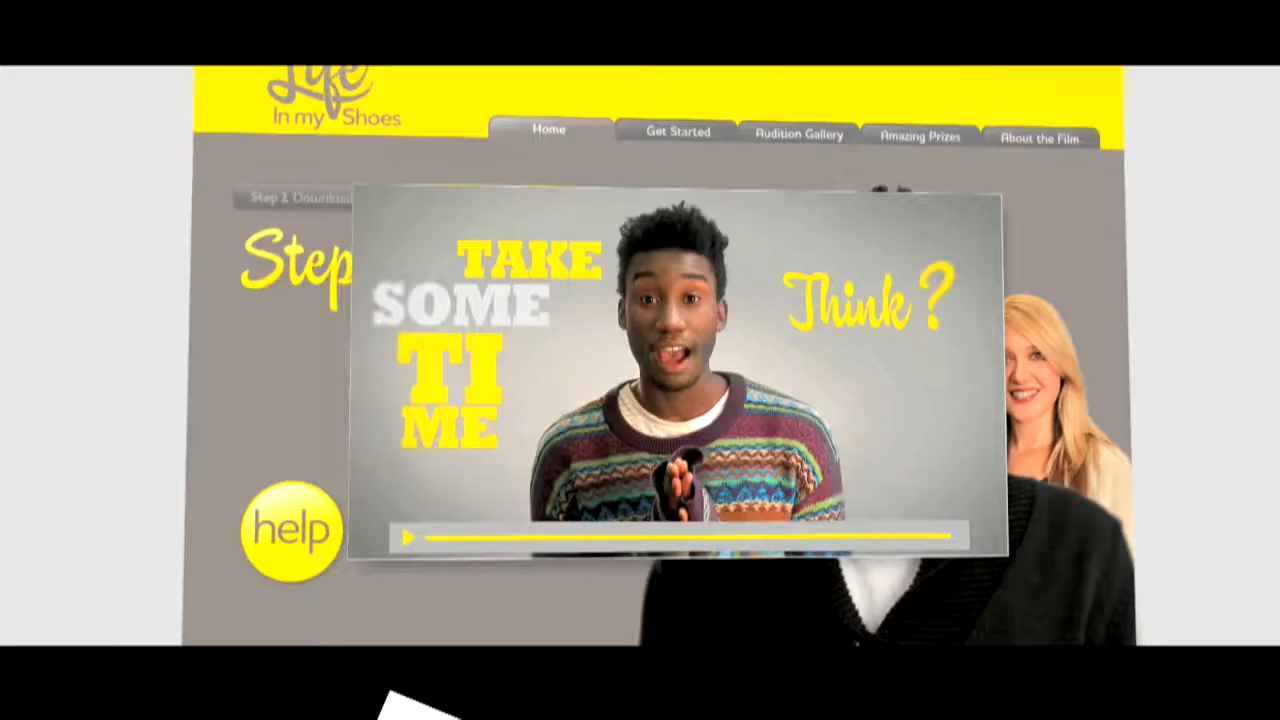 Life
In my Shoes
Home
Get Started
Audition Gallery
Amazing Prizes
About the Film
Step 1
Step
TAKE
SOME
TI
ME
Think?
help